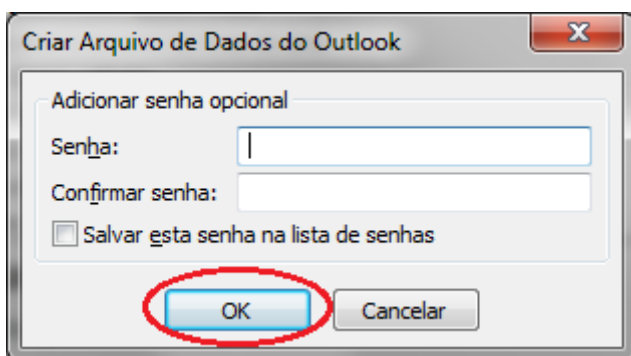 Criar Arquivo de Dados do Outlook
Adicionar senha opcional
Senha:
Confirmar senha:
Salvar esta senha na lista de senhas
OK
Cancelar